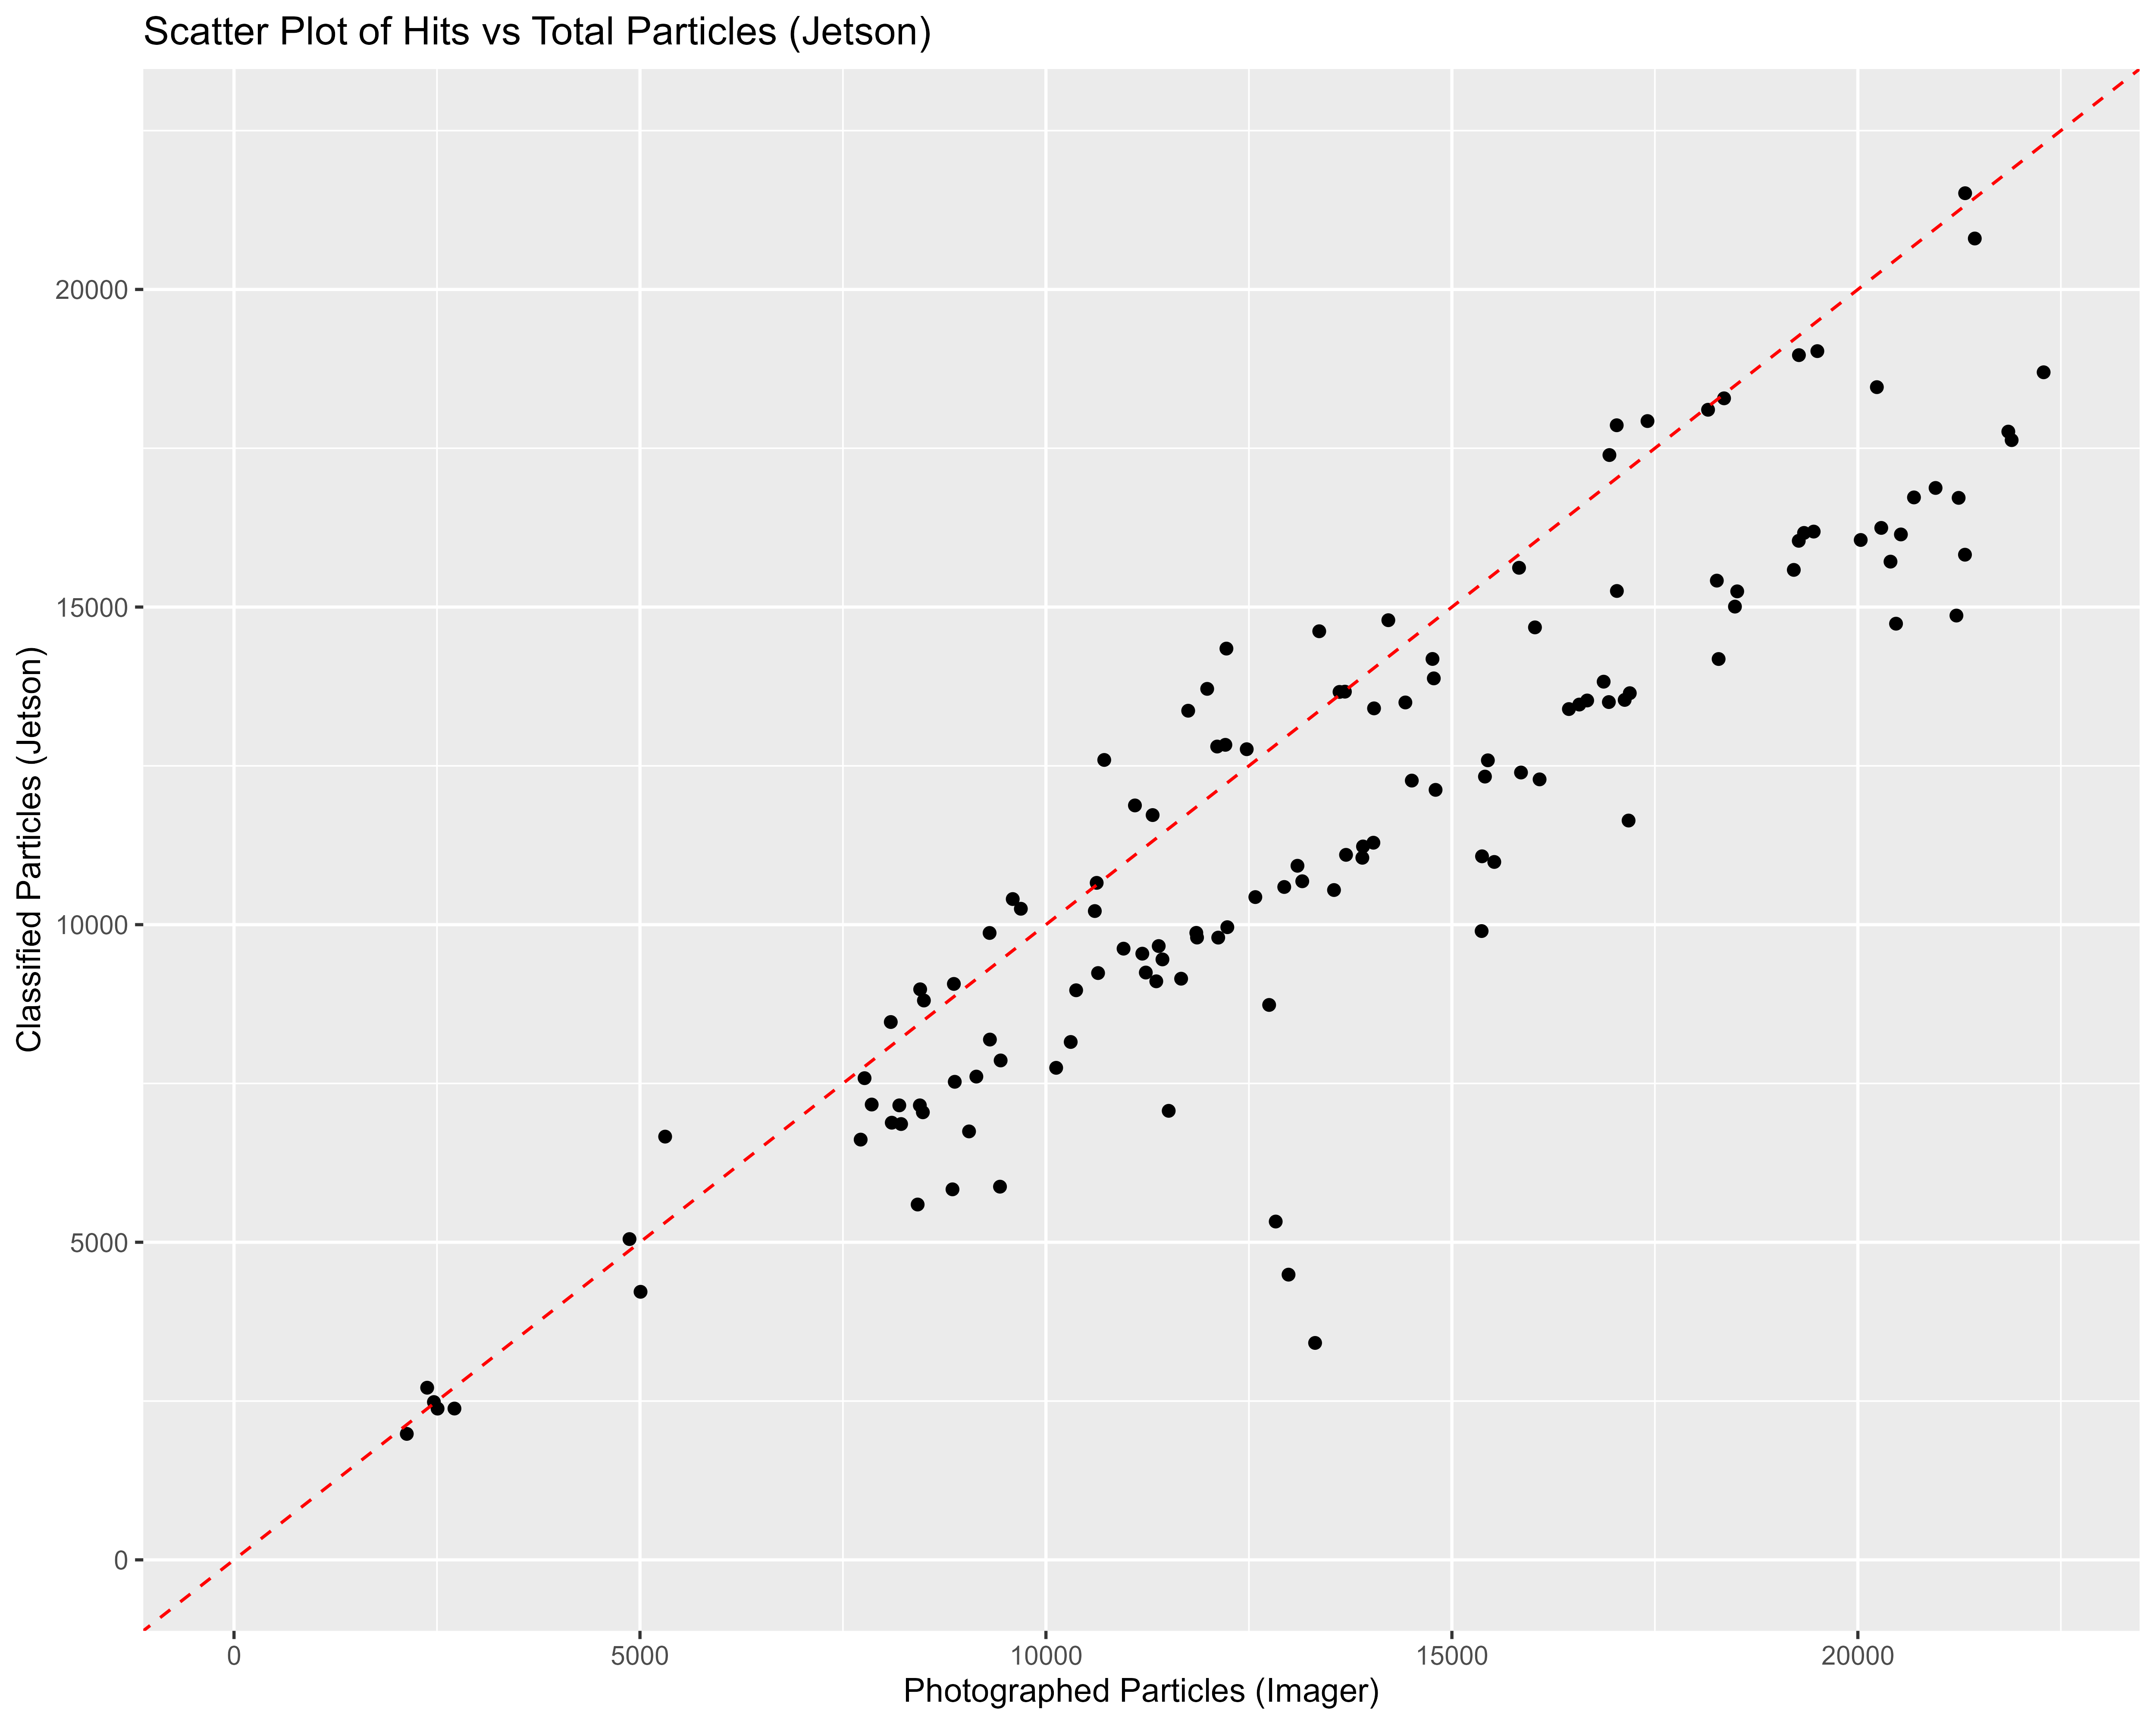 Scatter Plot of Hits vs Total Particles (Jetson)
Classified Particles (Jetson)
20000
15000
10000
5000
0
0 5000 10000 15000 20000
Photographed Particles (Imager)